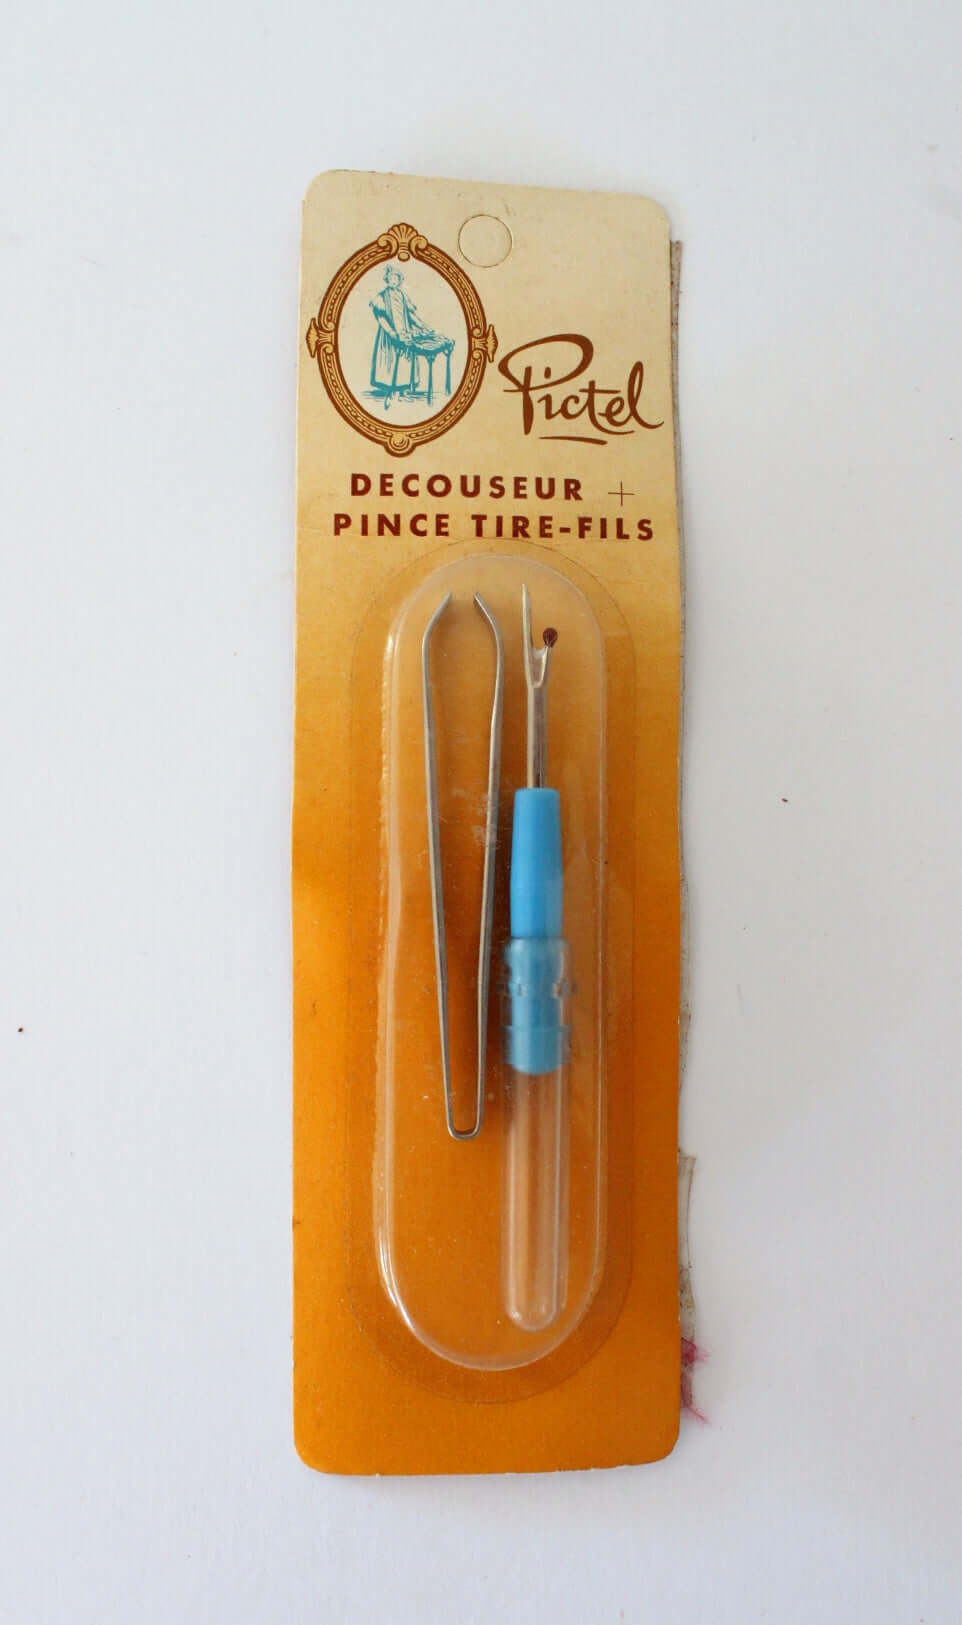 Pictel
DECOUSEUR +
PINCE TIRE-FILS